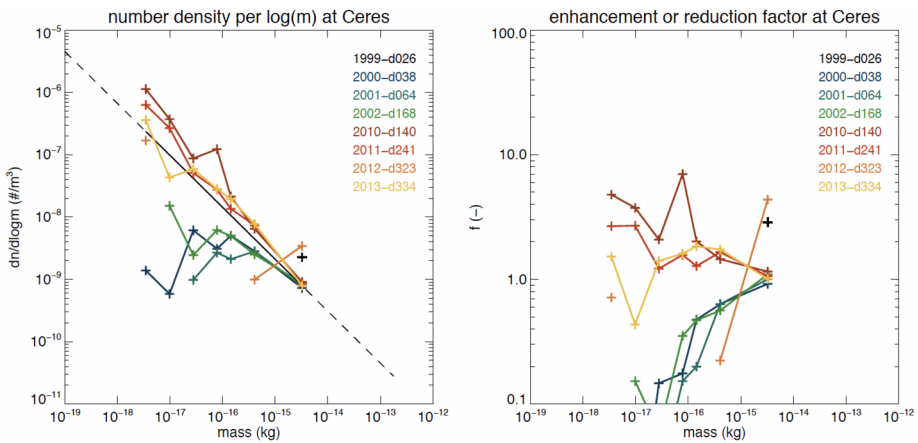 number density per log(m) at Ceres
10⁻⁵
10⁻⁶
10⁻⁷
10⁻⁸
10⁻⁹
10⁻¹⁰
10⁻¹¹
dn/dlogm (#/m³)
1999-d026
2000-d038
2001-d064
2002-d168
2010-d140
2011-d241
2012-d323
2013-d334
10⁻¹⁹ 10⁻¹⁸ 10⁻¹⁷ 10⁻¹⁶ 10⁻¹⁵ 10⁻¹⁴ 10⁻¹³ 10⁻¹²
mass (kg)
enhancement or reduction factor at Ceres
100.0
10.0
1.0
0.1
f (-)
1999-d026
2000-d038
2001-d064
2002-d168
2010-d140
2011-d241
2012-d323
2013-d334
10⁻¹⁹ 10⁻¹⁸ 10⁻¹⁷ 10⁻¹⁶ 10⁻¹⁵ 10⁻¹⁴ 10⁻¹³ 10⁻¹²
mass (kg)